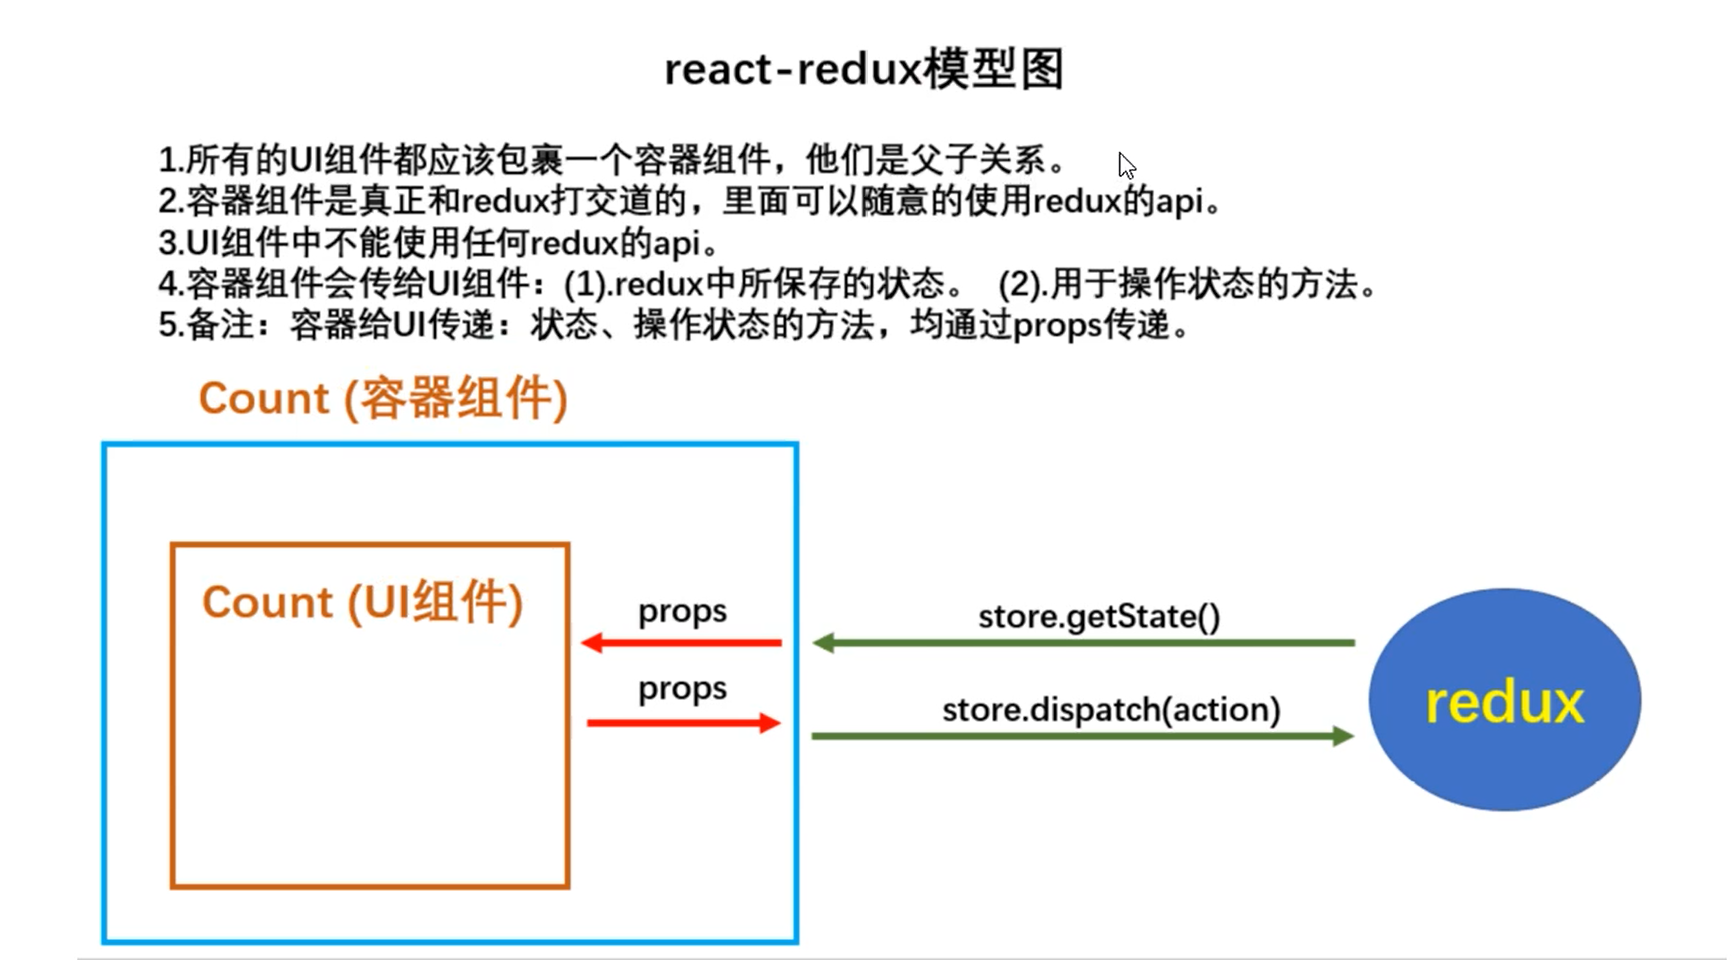 react-redux模型图
1.所有的UI组件都应该包裹一个容器组件，他们是父子关系。
2.容器组件是真正和redux打交道的，里面可以随意的使用redux的api。
3.UI组件中不能使用任何redux的api。
4.容器组件会传给UI组件：(1).redux中所保存的状态。 (2).用于操作状态的方法。
5.备注：容器给UI传递：状态、操作状态的方法，均通过props传递。
Count (容器组件)
Count (UI组件)
props
store.getState()
props
store.dispatch(action)
redux